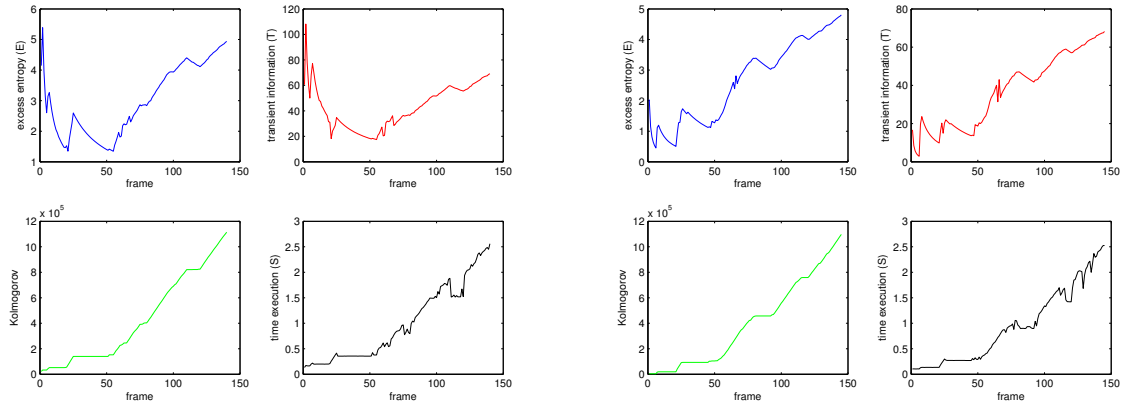 excess entropy (E)
6
5
4
3
2
1
0 50 100 150
frame
transient information (T)
120
100
80
60
40
20
0
0 50 100 150
frame
excess entropy (E)
5
4
3
2
1
0
0 50 100 150
frame
transient information (T)
80
60
40
20
0
0 50 100 150
frame
Kolmogorov
x 10^5
12
10
8
6
4
2
0
0 50 100 150
frame
time execution (S)
3
2.5
2
1.5
1
0.5
0
0 50 100 150
frame
Kolmogorov
x 10^5
12
10
8
6
4
2
0
0 50 100 150
frame
time execution (S)
3
2.5
2
1.5
1
0.5
0
0 50 100 150
frame